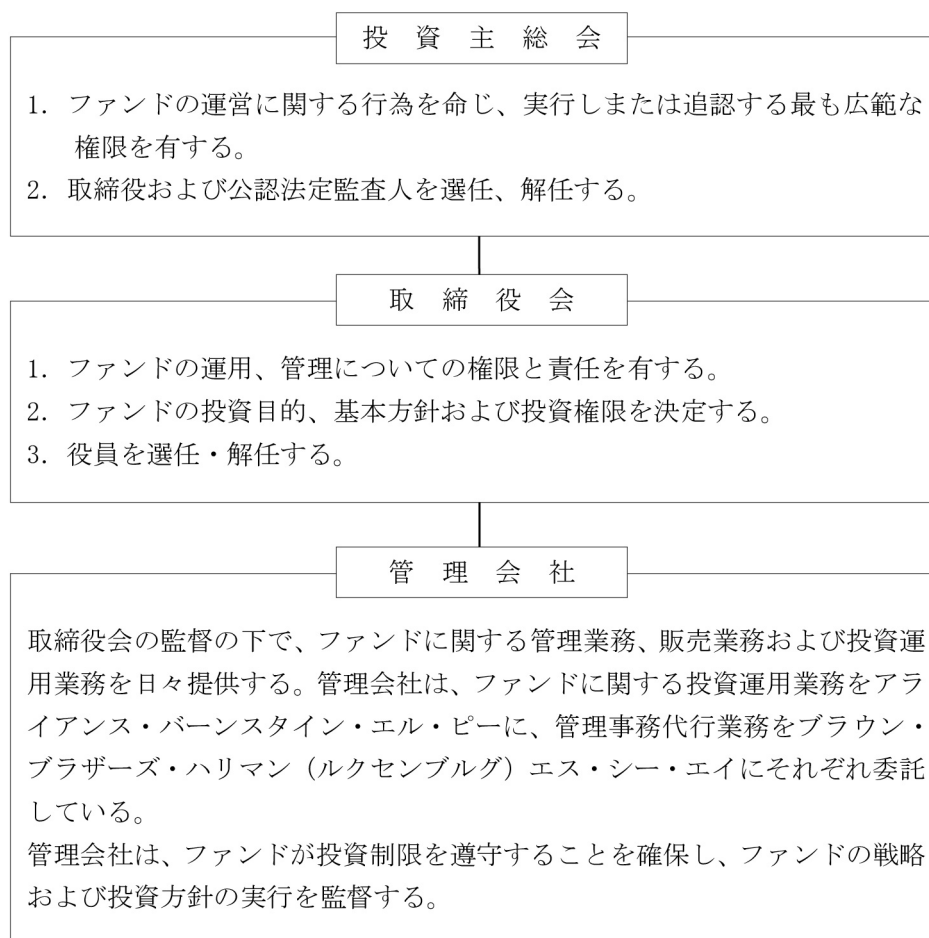 投資主総会
1. ファンドの運営に関する行為を命じ、実行しまたは追認する最も広範な
権限を有する。
2. 取締役および公認法定監査人を選任、解任する。
取締役会
1. ファンドの運用、管理についての権限と責任を有する。
2. ファンドの投資目的、基本方針および投資権限を決定する。
3. 役員を選任・解任する。
管理会社
取締役会の監督の下で、ファンドに関する管理業務、販売業務および投資運
用業務を日々提供する。管理会社は、ファンドに関する投資運用業務をアラ
イアンス・バーンスタイン・エル・ピーに、管理事務代行業務をブラウン・
ブラザーズ・ハリマン（ルクセンブルグ）エス・シー・エイにそれぞれ委託
している。
管理会社は、ファンドが投資制限を遵守することを確保し、ファンドの戦略
および投資方針の実行を監督する。